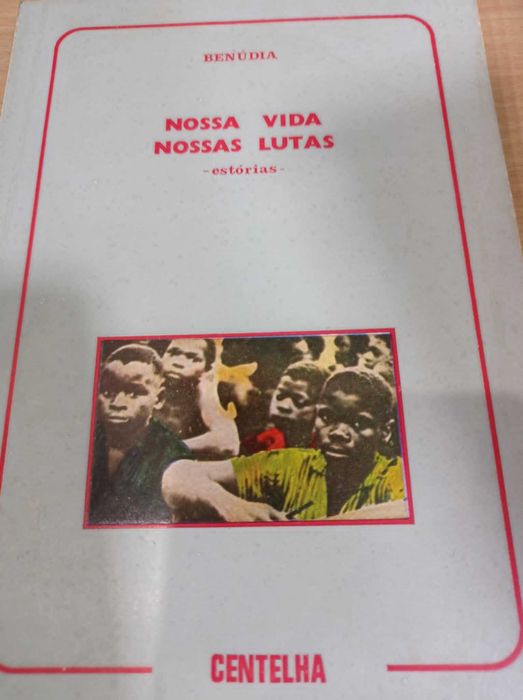 BENÚDIA
NOSSA VIDA
NOSSAS LUTAS
-estórias-
CENTELHA